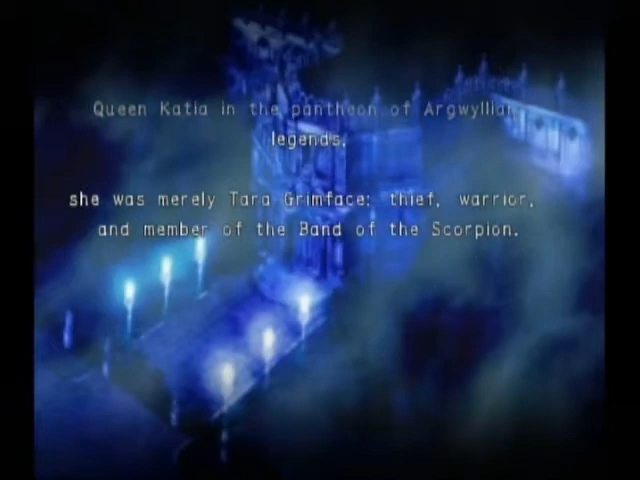 Queen Katla in the pantheon of Argwyllian
legends,
she was merely Tara Grimface: thief, warrior,
and member of the Band of the Scorpion.